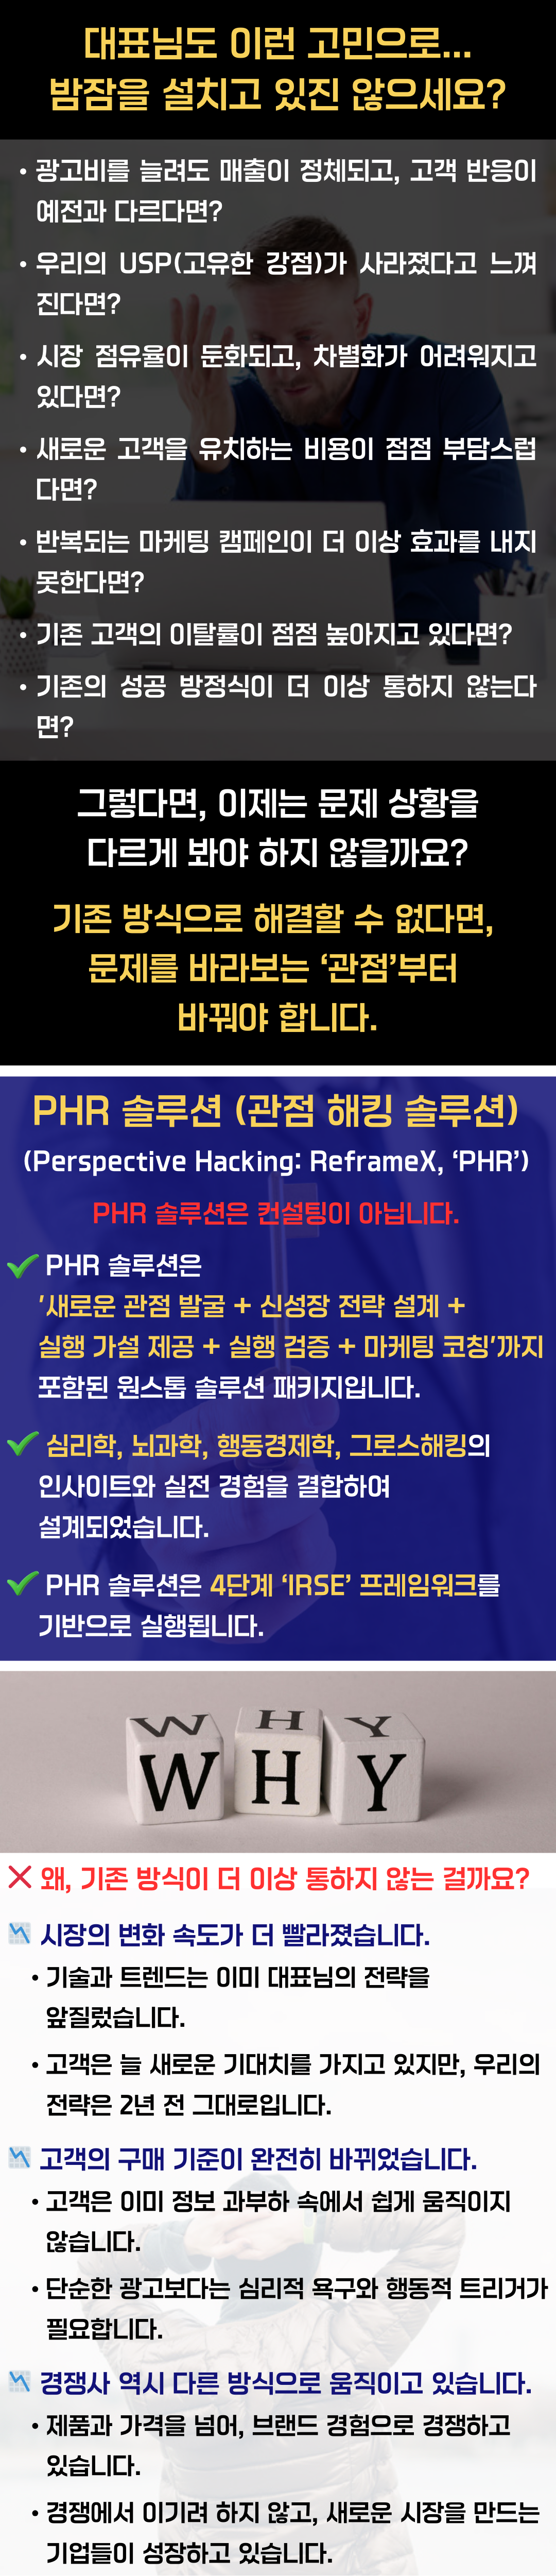 대표님도 이런 고민으로...
밤잠을 설치고 있진 않으세요?
• 광고비를 늘려도 매출이 정체되고, 고객 반응이
예전과 다르다면?
• 우리의 USP(고유한 강점)가 사라졌다고 느껴
진다면?
• 시장 점유율이 둔화되고, 차별화가 어려워지고
있다면?
• 새로운 고객을 유치하는 비용이 점점 부담스럽
다면?
• 반복되는 마케팅 캠페인이 더 이상 효과를 내지
못한다면?
• 기존 고객의 이탈률이 점점 높아지고 있다면?
• 기존의 성공 방정식이 더 이상 통하지 않는다
면?
그렇다면, 이제는 문제 상황을
다르게 봐야 하지 않을까요?
기존 방식으로 해결할 수 없다면,
문제를 바라보는 ‘관점’부터
바꿔야 합니다.
PHR 솔루션 (관점 해킹 솔루션)
(Perspective Hacking: ReframeX, ‘PHR’)
PHR 솔루션은 컨설팅이 아닙니다.
✔ PHR 솔루션은
'새로운 관점 발굴 + 신성장 전략 설계 +
실행 가설 제공 + 실행 검증 + 마케팅 코칭'까지
포함된 원스톱 솔루션 패키지입니다.
✔ 심리학, 뇌과학, 행동경제학, 그로스해킹의
인사이트와 실전 경험을 결합하여
설계되었습니다.
✔ PHR 솔루션은 4단계 ‘IRSE’ 프레임워크를
기반으로 실행됩니다.
W H Y
W H Y
❌ 왜, 기존 방식이 더 이상 통하지 않는 걸까요?
📉 시장의 변화 속도가 더 빨라졌습니다.
• 기술과 트렌드는 이미 대표님의 전략을
앞질렀습니다.
• 고객은 늘 새로운 기대치를 가지고 있지만, 우리의
전략은 2년 전 그대로입니다.
📉 고객의 구매 기준이 완전히 바뀌었습니다.
• 고객은 이미 정보 과부하 속에서 쉽게 움직이지
않습니다.
• 단순한 광고보다는 심리적 욕구와 행동적 트리거가
필요합니다.
📉 경쟁사 역시 다른 방식으로 움직이고 있습니다.
• 제품과 가격을 넘어, 브랜드 경험으로 경쟁하고
있습니다.
• 경쟁에서 이기려 하지 않고, 새로운 시장을 만드는
기업들이 성장하고 있습니다.